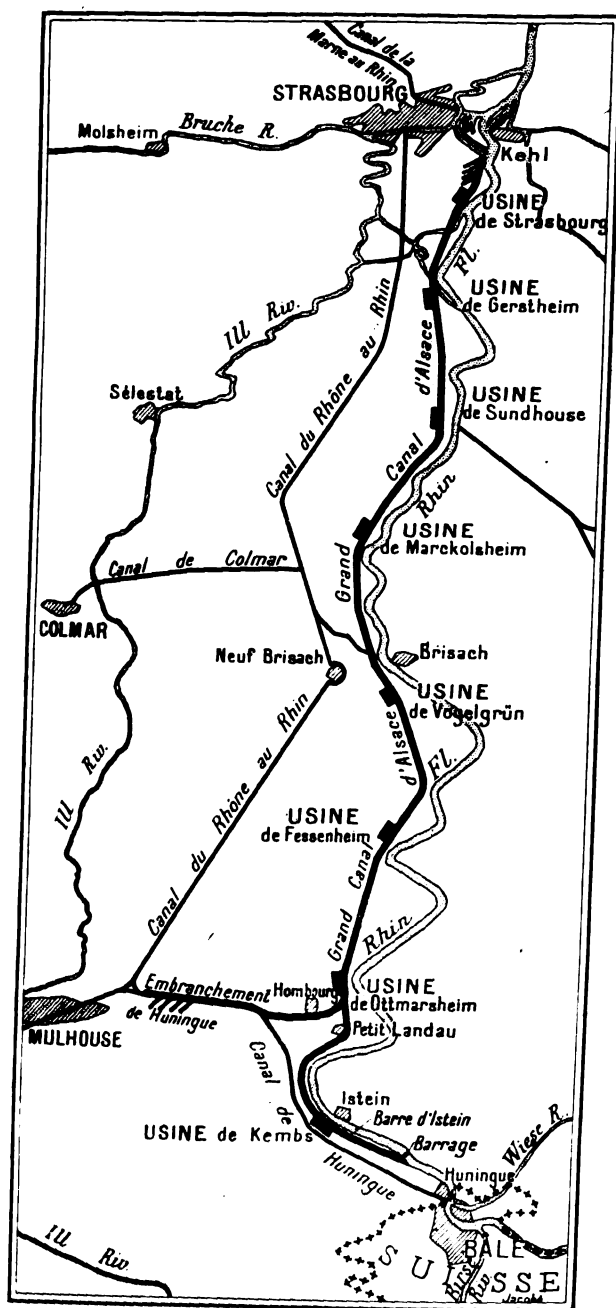 Canal de la
Marne au Rhin
STRASBOURG
Molsheim
Bruche R.
Kehl
USINE
de Strasbourg
Fl.
USINE
de Gerstheim
Ill Riv.
Canal du Rhône au Rhin
d'Alsace
Sélestat
USINE
de Sundhouse
Canal
Rhin
USINE
de Marckolsheim
Canal de Colmar
Grand
COLMAR
Neuf Brisach
Brisach
USINE
de Vogelgrün
d'Alsace
Fl.
Ill Riv.
Canal du Rhône au Rhin
USINE
de Fessenheim
Canal
Grand
Rhin
Embranchement
de Huningue
Hombourg
USINE
de Ottmarsheim
MULHOUSE
Petit Landau
Canal de
Huningue
Istein
Barre d'Istein
USINE de Kembs
Barrage
Wiese R.
Huningue
BÂLE
Ill Riv.
SUISSE
Riv.
Jacobé